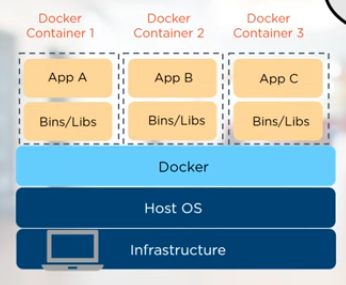 Docker Container 1
Docker Container 2
Docker Container 3
App A
App B
App C
Bins/Libs
Bins/Libs
Bins/Libs
Docker
Host OS
Infrastructure